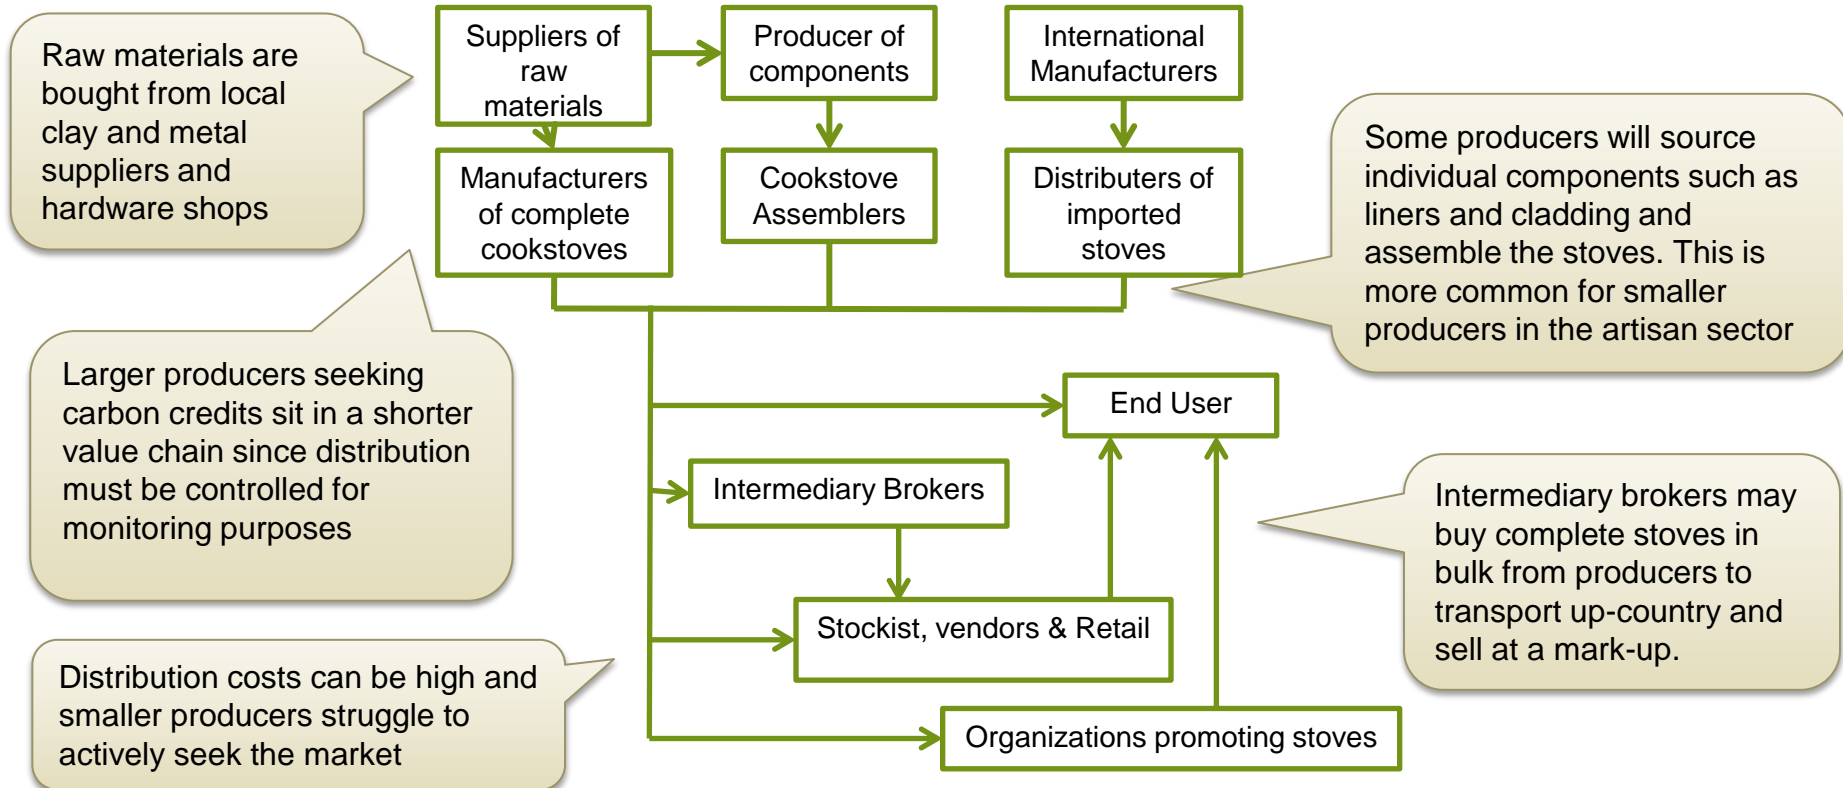 Raw materials are
bought from local
clay and metal
suppliers and
hardware shops
Suppliers of
raw
materials
Producer of
components
International
Manufacturers
Manufacturers
of complete
cookstoves
Cookstove
Assemblers
Distributers of
imported
stoves
Some producers will source
individual components such as
liners and cladding and
assemble the stoves. This is
more common for smaller
producers in the artisan sector
Larger producers seeking
carbon credits sit in a shorter
value chain since distribution
must be controlled for
monitoring purposes
End User
Intermediary Brokers
Intermediary brokers may
buy complete stoves in
bulk from producers to
transport up-country and
sell at a mark-up.
Stockist, vendors & Retail
Distribution costs can be high and
smaller producers struggle to
actively seek the market
Organizations promoting stoves